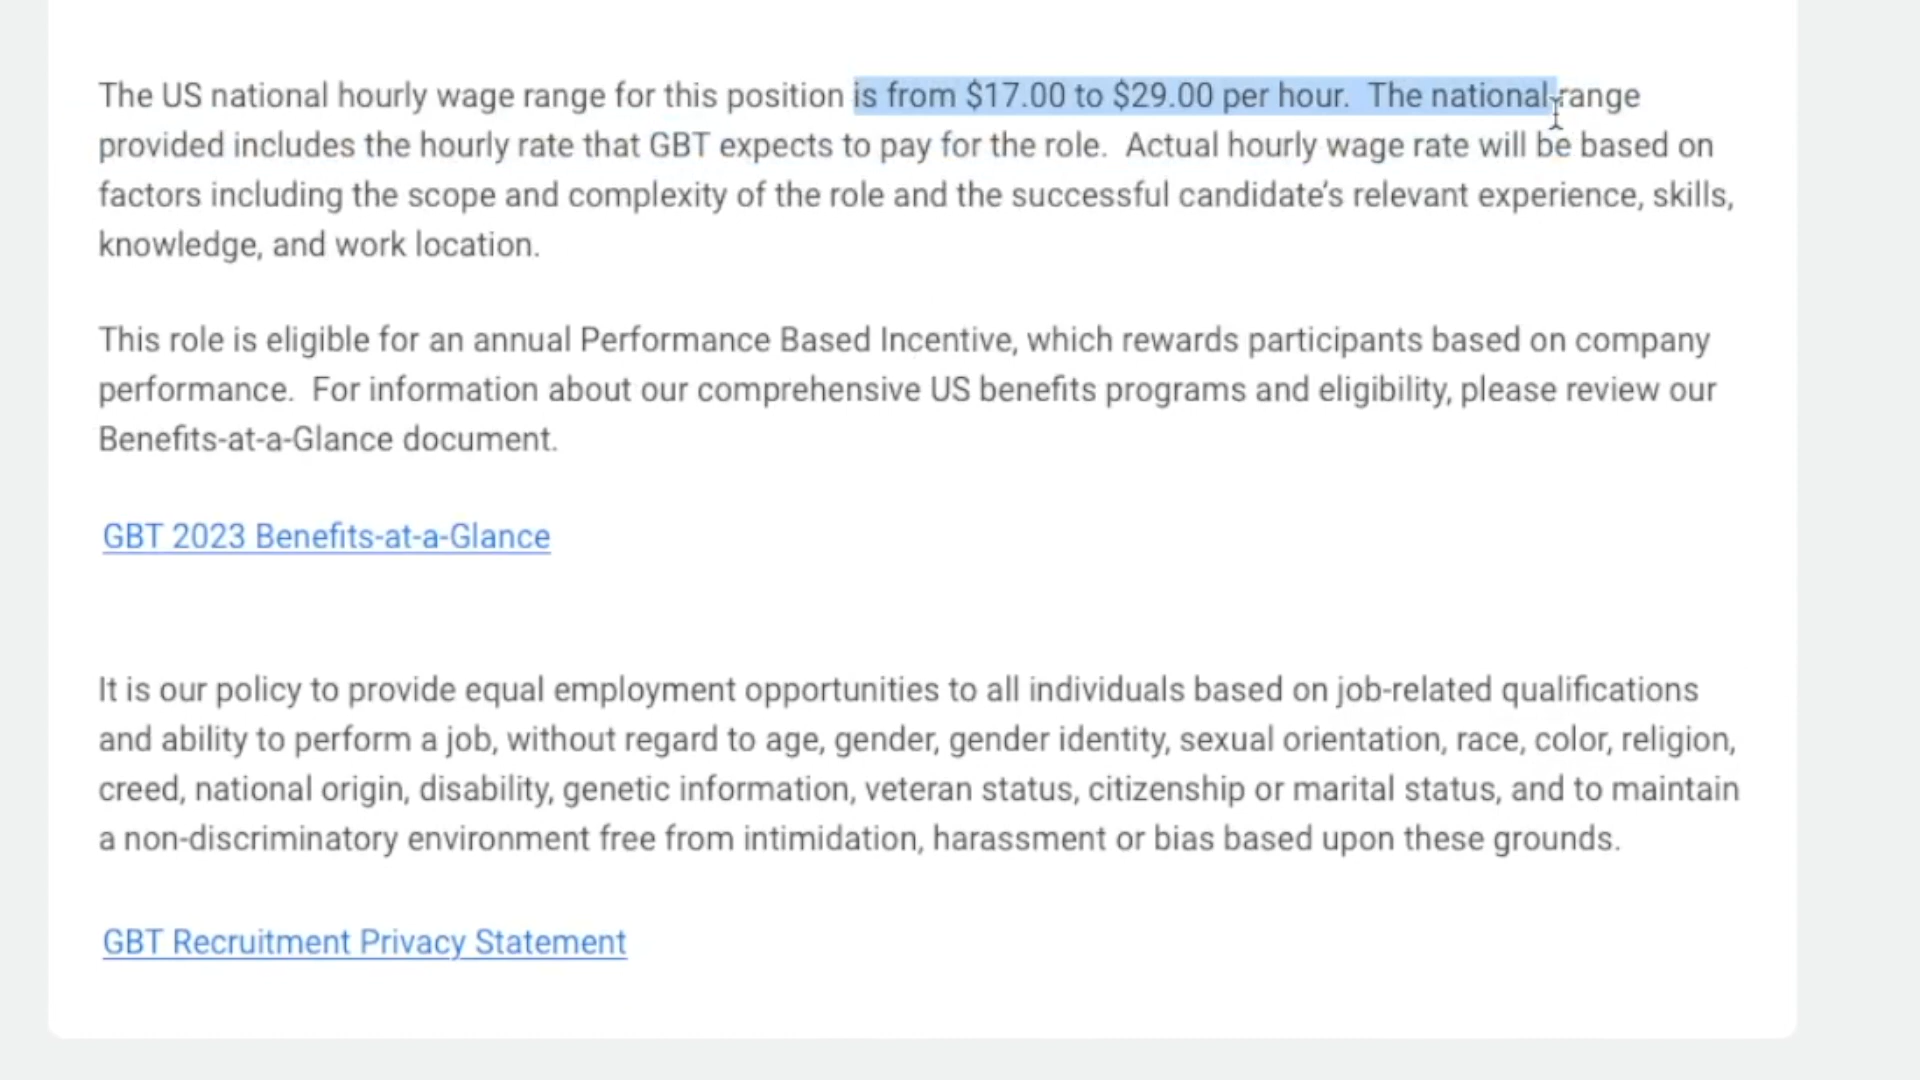 The US national hourly wage range for this position is from $17.00 to $29.00 per hour.  The national range
provided includes the hourly rate that GBT expects to pay for the role.  Actual hourly wage rate will be based on
factors including the scope and complexity of the role and the successful candidate’s relevant experience, skills,
knowledge, and work location.
This role is eligible for an annual Performance Based Incentive, which rewards participants based on company
performance.  For information about our comprehensive US benefits programs and eligibility, please review our
Benefits-at-a-Glance document.
GBT 2023 Benefits-at-a-Glance
It is our policy to provide equal employment opportunities to all individuals based on job-related qualifications
and ability to perform a job, without regard to age, gender, gender identity, sexual orientation, race, color, religion,
creed, national origin, disability, genetic information, veteran status, citizenship or marital status, and to maintain
a non-discriminatory environment free from intimidation, harassment or bias based upon these grounds.
GBT Recruitment Privacy Statement